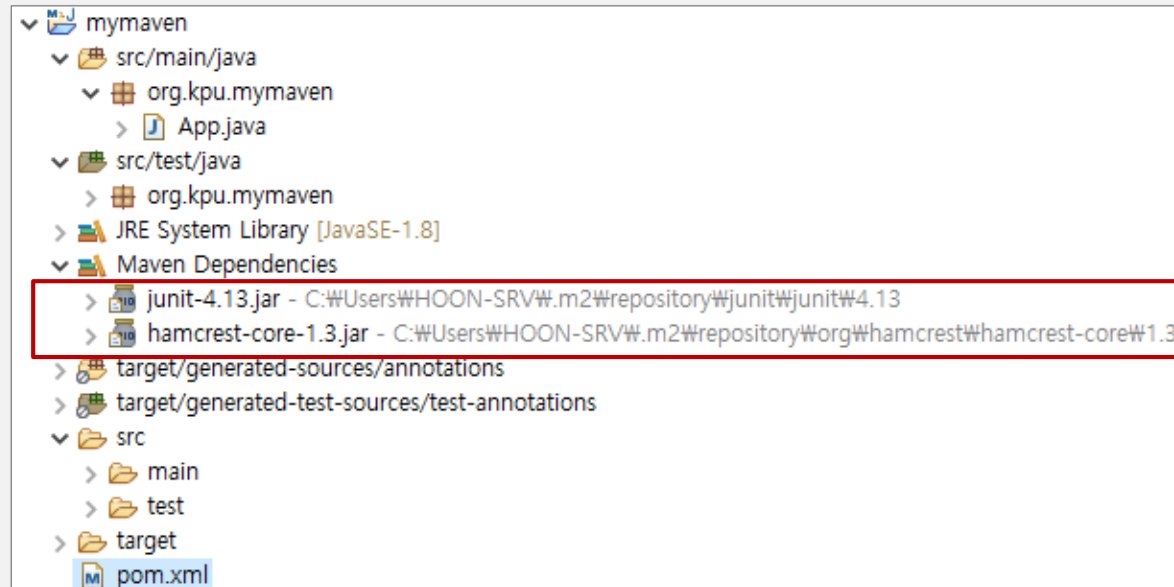 mymaven
src/main/java
org.kpu.mymaven
App.java
src/test/java
org.kpu.mymaven
JRE System Library [JavaSE-1.8]
Maven Dependencies
junit-4.13.jar - C:₩Users₩HOON-SRV₩.m2₩repository₩junit₩junit₩4.13
hamcrest-core-1.3.jar - C:₩Users₩HOON-SRV₩.m2₩repository₩org₩hamcrest₩hamcrest-core₩1.3
target/generated-sources/annotations
target/generated-test-sources/test-annotations
src
main
test
target
pom.xml